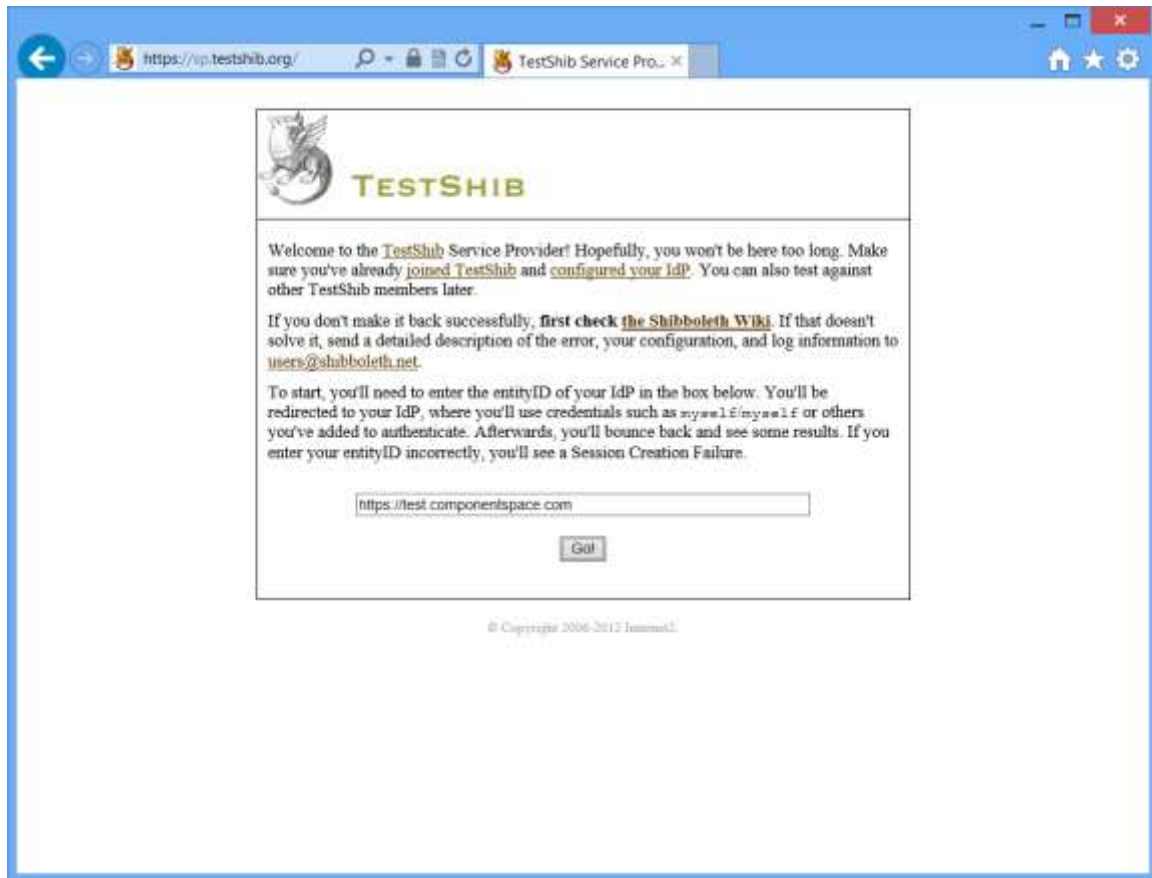 https://sp.testshib.org/
TestShib Service Pro...
TESTSHIB
Welcome to the TestShib Service Provider! Hopefully, you won't be here too long. Make
sure you've already joined TestShib and configured your IdP. You can also test against
other TestShib members later.
If you don't make it back successfully, first check the Shibboleth Wiki. If that doesn't
solve it, send a detailed description of the error, your configuration, and log information to
users@shibboleth.net.
To start, you'll need to enter the entityID of your IdP in the box below. You'll be
redirected to your IdP, where you'll use credentials such as myself/myself or others
you've added to authenticate. Afterwards, you'll bounce back and see some results. If you
enter your entityID incorrectly, you'll see a Session Creation Failure.
https://test.componentspace.com
Go!
© Copyright 2006-2012 Internet2.